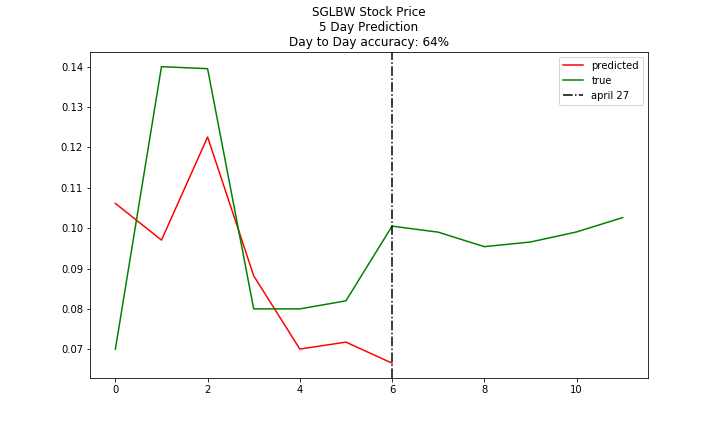 SGLBW Stock Price
5 Day Prediction
Day to Day accuracy: 64%
predicted
true
april 27
0.14
0.13
0.12
0.11
0.10
0.09
0.08
0.07
0
2
4
6
8
10